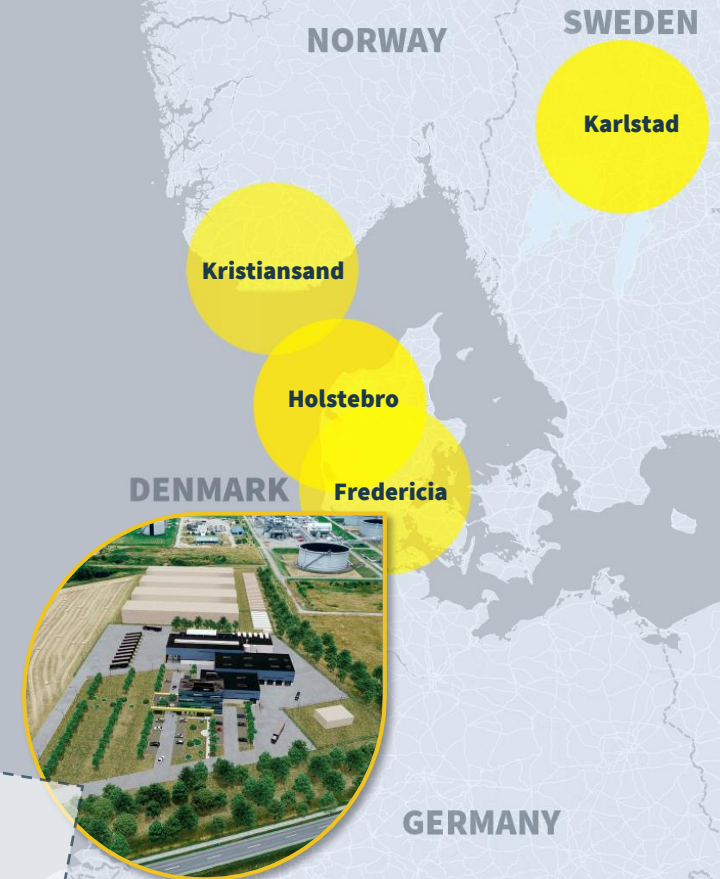 SWEDEN
NORWAY
Karlstad
Kristiansand
Holstebro
DENMARK
Fredericia
GERMANY